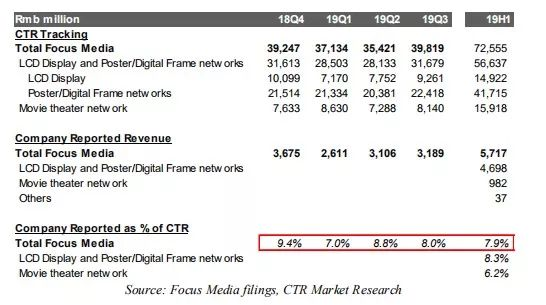 Rmb million 18Q4 19Q1 19Q2 19Q3 19H1
CTR Tracking
Total Focus Media 39,247 37,134 35,421 39,819 72,555
LCD Display and Poster/Digital Frame networks 31,613 28,503 28,133 31,679 56,637
LCD Display 10,099 7,170 7,752 9,261 14,922
Poster/Digital Frame networks 21,514 21,334 20,381 22,418 41,715
Movie theater network 7,633 8,630 7,288 8,140 15,918
Company Reported Revenue
Total Focus Media 3,675 2,611 3,106 3,189 5,717
LCD Display and Poster/Digital Frame networks 4,698
Movie theater network 982
Others 37
Company Reported as % of CTR
Total Focus Media 9.4% 7.0% 8.8% 8.0% 7.9%
LCD Display and Poster/Digital Frame networks 8.3%
Movie theater network 6.2%
Source: Focus Media filings, CTR Market Research